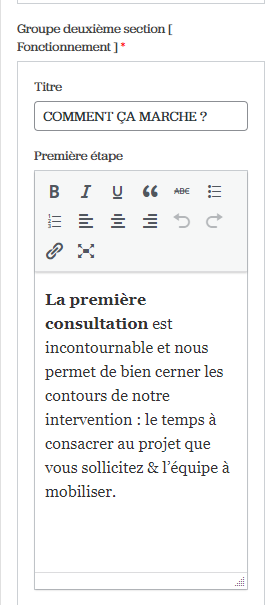 Groupe deuxième section [
Fonctionnement ] *
Titre
COMMENT ÇA MARCHE ?
Première étape
B I U “ ABC
La première
consultation est
incontournable et nous
permet de bien cerner les
contours de notre
intervention : le temps à
consacrer au projet que
vous sollicitez & l’équipe à
mobiliser.